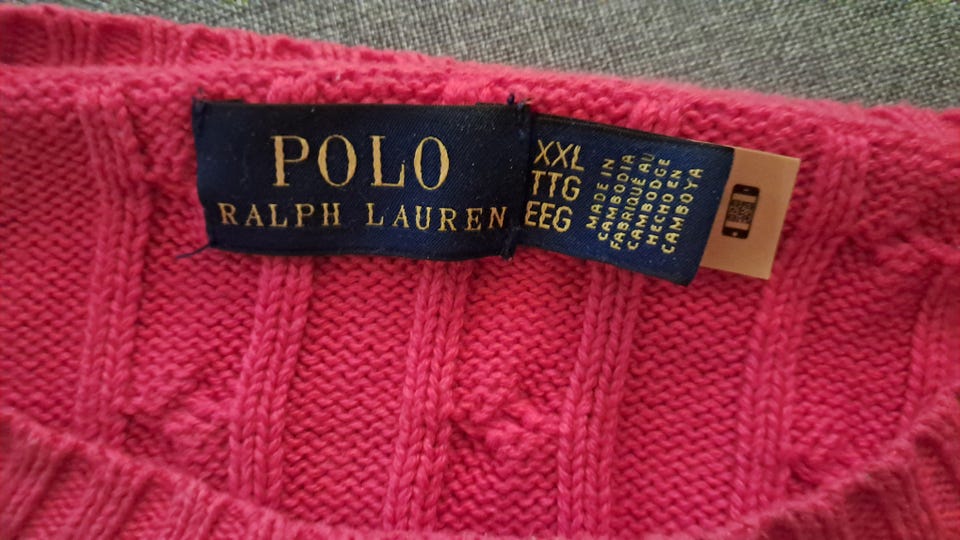 POLO
RALPH LAUREN
XXL
TTG
EEG
MADE IN
CAMBODIA
FABRIQUÉ AU
CAMBODGE
HECHO EN
CAMBOYA